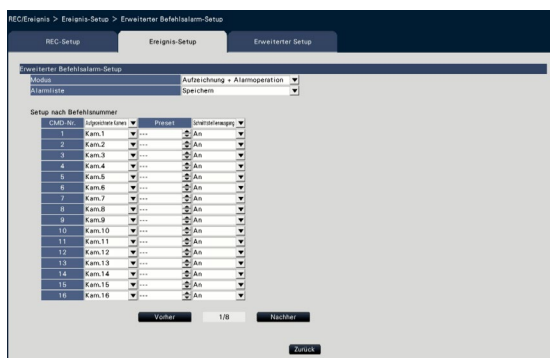 REC/Ereignis > Ereignis-Setup > Erweiterter Befehlsalarm-Setup
REC-Setup Ereignis-Setup Erweiterter Setup
Erweiterter Befehlsalarm-Setup
Modus Aufzeichnung + Alarmoperation
Alarmliste Speichern
Setup nach Befehlsnummer
CMD-Nr. Aufgezeichnete Kamera Preset Schnittstellenausgang
1 Kam.1 --- An
2 Kam.2 --- An
3 Kam.3 --- An
4 Kam.4 --- An
5 Kam.5 --- An
6 Kam.6 --- An
7 Kam.7 --- An
8 Kam.8 --- An
9 Kam.9 --- An
10 Kam.10 --- An
11 Kam.11 --- An
12 Kam.12 --- An
13 Kam.13 --- An
14 Kam.14 --- An
15 Kam.15 --- An
16 Kam.16 --- An
Vorher 1/8 Nachher
Zurück